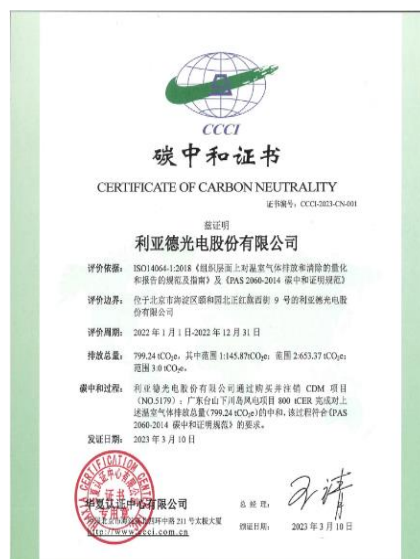 CCCI
碳中和证书
CERTIFICATE OF CARBON NEUTRALITY
证书编号：CCCI-2023-CN-001
兹证明
利亚德光电股份有限公司
评价依据：ISO14064-1:2018《组织层面上对温室气体排放和清除的量化
和报告的规范及指南》及《PAS 2060-2014 碳中和证明规范》
评价边界：位于北京市海淀区颐和园北正红旗西街 9 号的利亚德光电股
份有限公司
评价周期：2022 年 1 月 1 日-2022 年 12 月 31 日
排放总量：799.24 tCO₂e，其中范围 1:145.87tCO₂e；范围 2:653.37 tCO₂e；
范围 3:0 tCO₂e。
碳中和过程：利亚德光电股份有限公司通过购买并注销 CDM 项目
(NO.5179)：广东台山下川岛风电项目 800 tCER 完成对上
述温室气体排放总量(799.24 tCO₂e)的中和，该过程符合《PAS
2060-2014 碳中和证明规范》的要求。
发证日期：2023 年 3 月 10 日
华夏认证中心有限公司
总 经 理：
211 号太极大厦
http://www.ccci.com.cn
颁证日期：2023 年 3 月 10 日